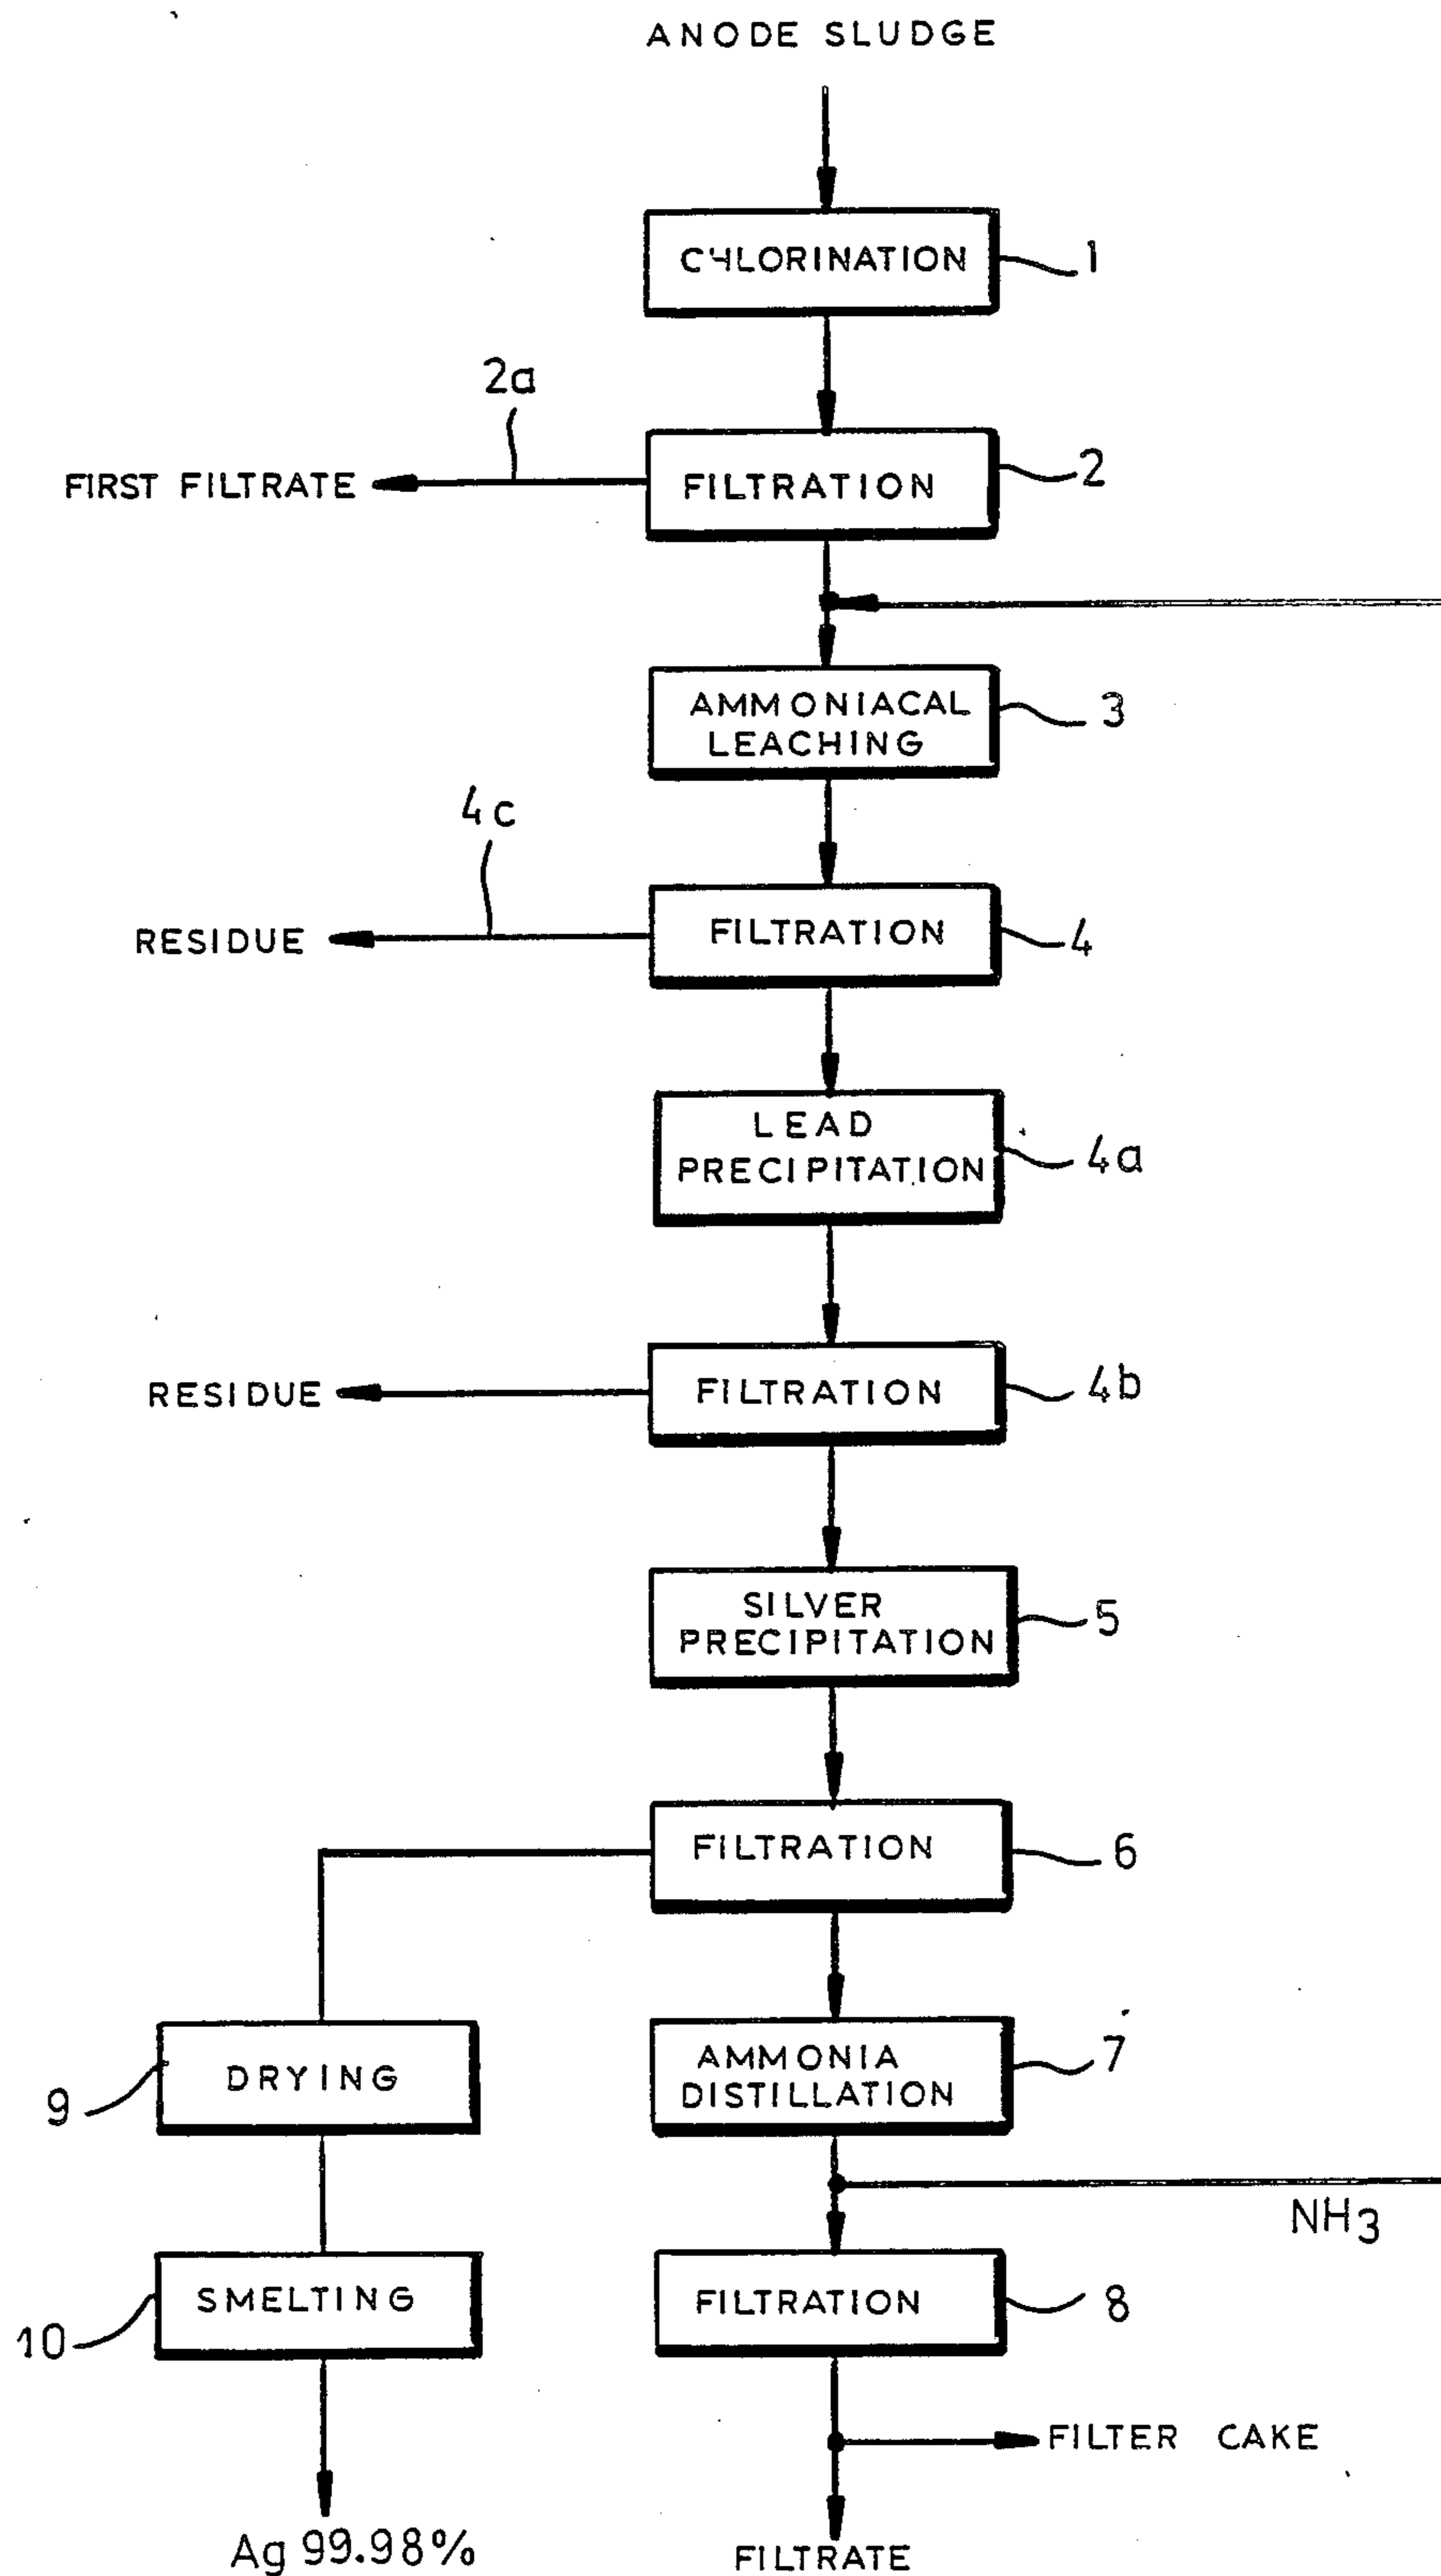 ANODE SLUDGE
CHLORINATION
1
2a
FIRST FILTRATE
FILTRATION
2
AMMONIACAL
LEACHING
3
4c
RESIDUE
FILTRATION
4
LEAD
PRECIPITATION
4a
RESIDUE
FILTRATION
4b
SILVER
PRECIPITATION
5
FILTRATION
6
DRYING
9
AMMONIA
DISTILLATION
7
NH3
SMELTING
10
FILTRATION
8
FILTER CAKE
Ag 99.98%
FILTRATE